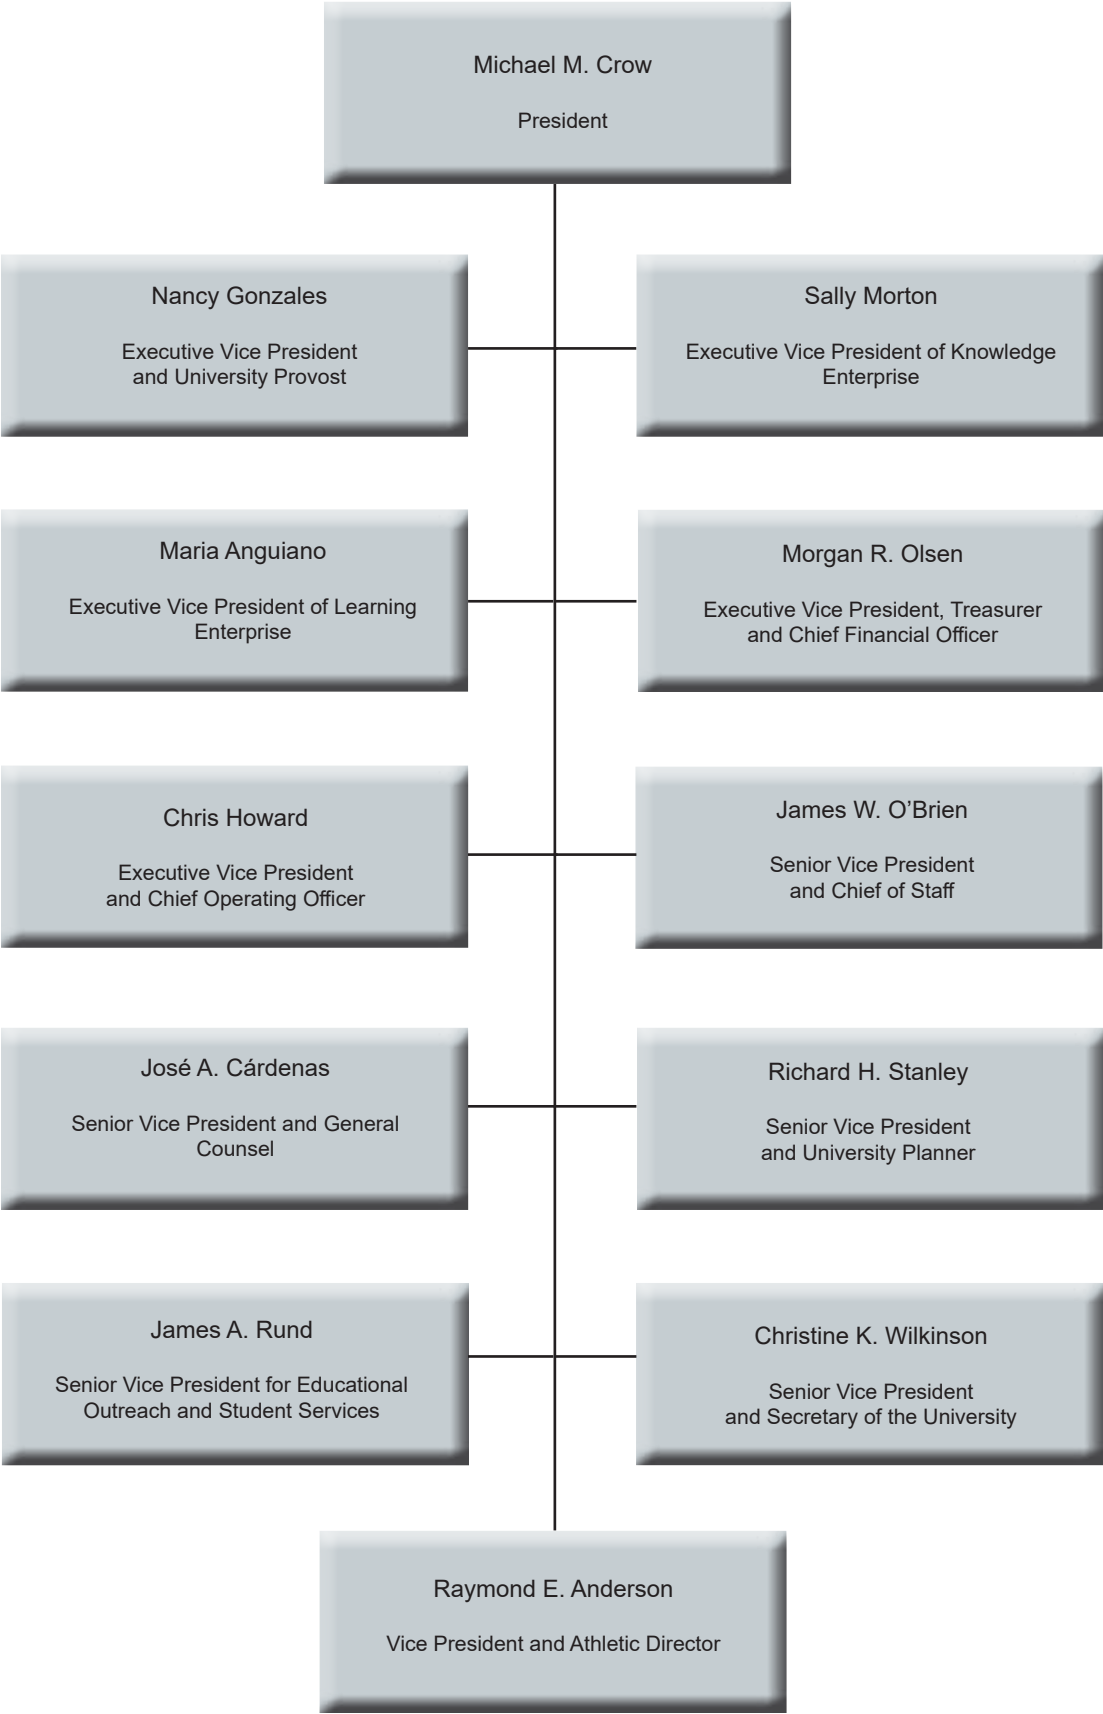 Michael M. Crow
President
Nancy Gonzales
Executive Vice President
and University Provost
Sally Morton
Executive Vice President of Knowledge
Enterprise
Maria Anguiano
Executive Vice President of Learning
Enterprise
Morgan R. Olsen
Executive Vice President, Treasurer
and Chief Financial Officer
Chris Howard
Executive Vice President
and Chief Operating Officer
James W. O’Brien
Senior Vice President
and Chief of Staff
José A. Cárdenas
Senior Vice President and General
Counsel
Richard H. Stanley
Senior Vice President
and University Planner
James A. Rund
Senior Vice President for Educational
Outreach and Student Services
Christine K. Wilkinson
Senior Vice President
and Secretary of the University
Raymond E. Anderson
Vice President and Athletic Director